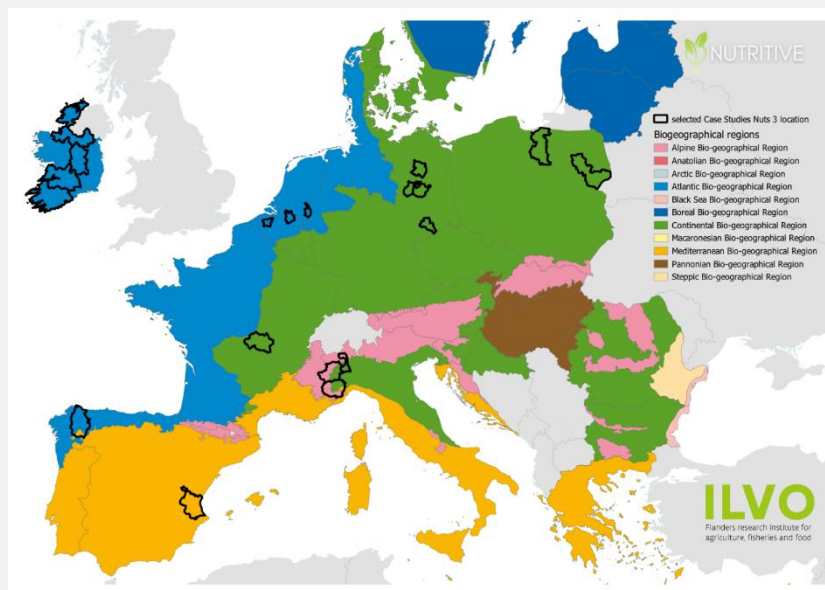 NUTRITIVE
selected Case Studies Nuts 3 location
Biogeographical regions
Alpine Bio-geographical Region
Anatolian Bio-geographical Region
Arctic Bio-geographical Region
Atlantic Bio-geographical Region
Black Sea Bio-geographical Region
Boreal Bio-geographical Region
Continental Bio-geographical Region
Macaronesian Bio-geographical Region
Mediterranean Bio-geographical Region
Pannonian Bio-geographical Region
Steppic Bio-geographical Region
ILVO
Flanders research institute for
agriculture, fisheries and food